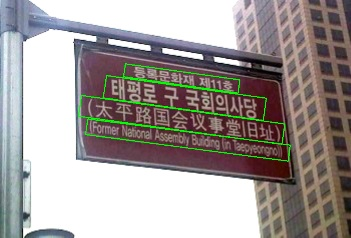 등록문화재 제11호
태평로 구 국회의사당
(太平路国会议事堂旧址)
(Former National Assembly Building (in Taepyeongno))